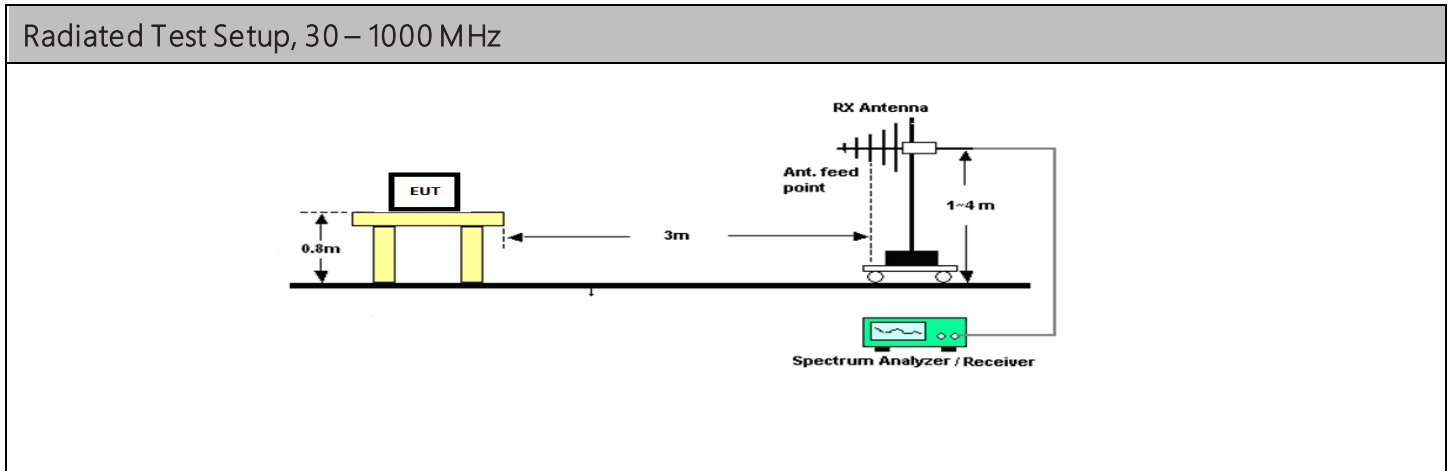 Radiated Test Setup, 30 – 1000 MHz
RX Antenna
Ant. feed
point
EUT
1~4 m
0.8m
3m
Spectrum Analyzer / Receiver